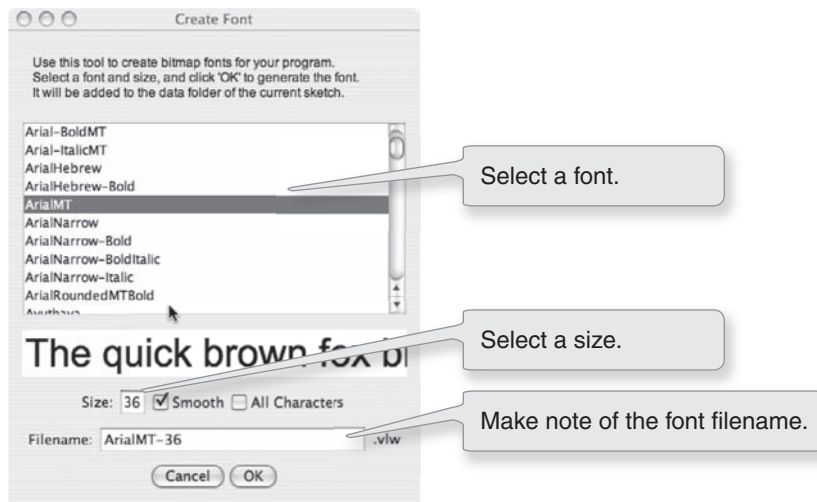 Create Font
Use this tool to create bitmap fonts for your program.
Select a font and size, and click 'OK' to generate the font.
It will be added to the data folder of the current sketch.
Arial-BoldMT
Arial-ItalicMT
ArialHebrew
ArialHebrew-Bold
ArialMT
ArialNarrow
ArialNarrow-Bold
ArialNarrow-BoldItalic
ArialNarrow-Italic
ArialRoundedMTBold
Select a font.
The quick brown fox
Select a size.
Size: 36 Smooth All Characters
Filename: ArialMT-36 .vlw
Make note of the font filename.
Cancel OK